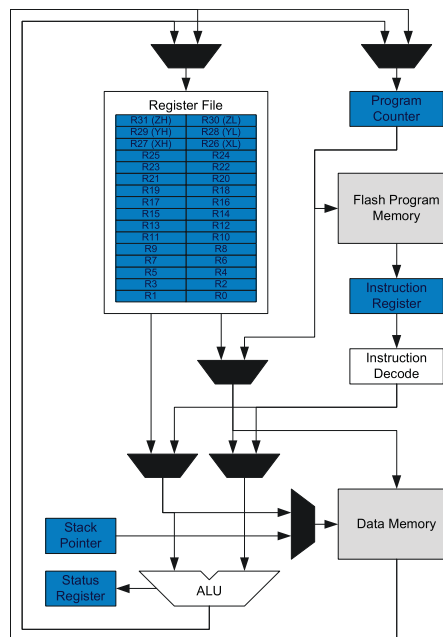 Register File
R31 (ZH) R30 (ZL)
R29 (YH) R28 (YL)
R27 (XH) R26 (XL)
R25 R24
R23 R22
R21 R20
R19 R18
R17 R16
R15 R14
R13 R12
R11 R10
R9 R8
R7 R6
R5 R4
R3 R2
R1 R0
Program
Counter
Flash Program
Memory
Instruction
Register
Instruction
Decode
Data Memory
Stack
Pointer
Status
Register
ALU